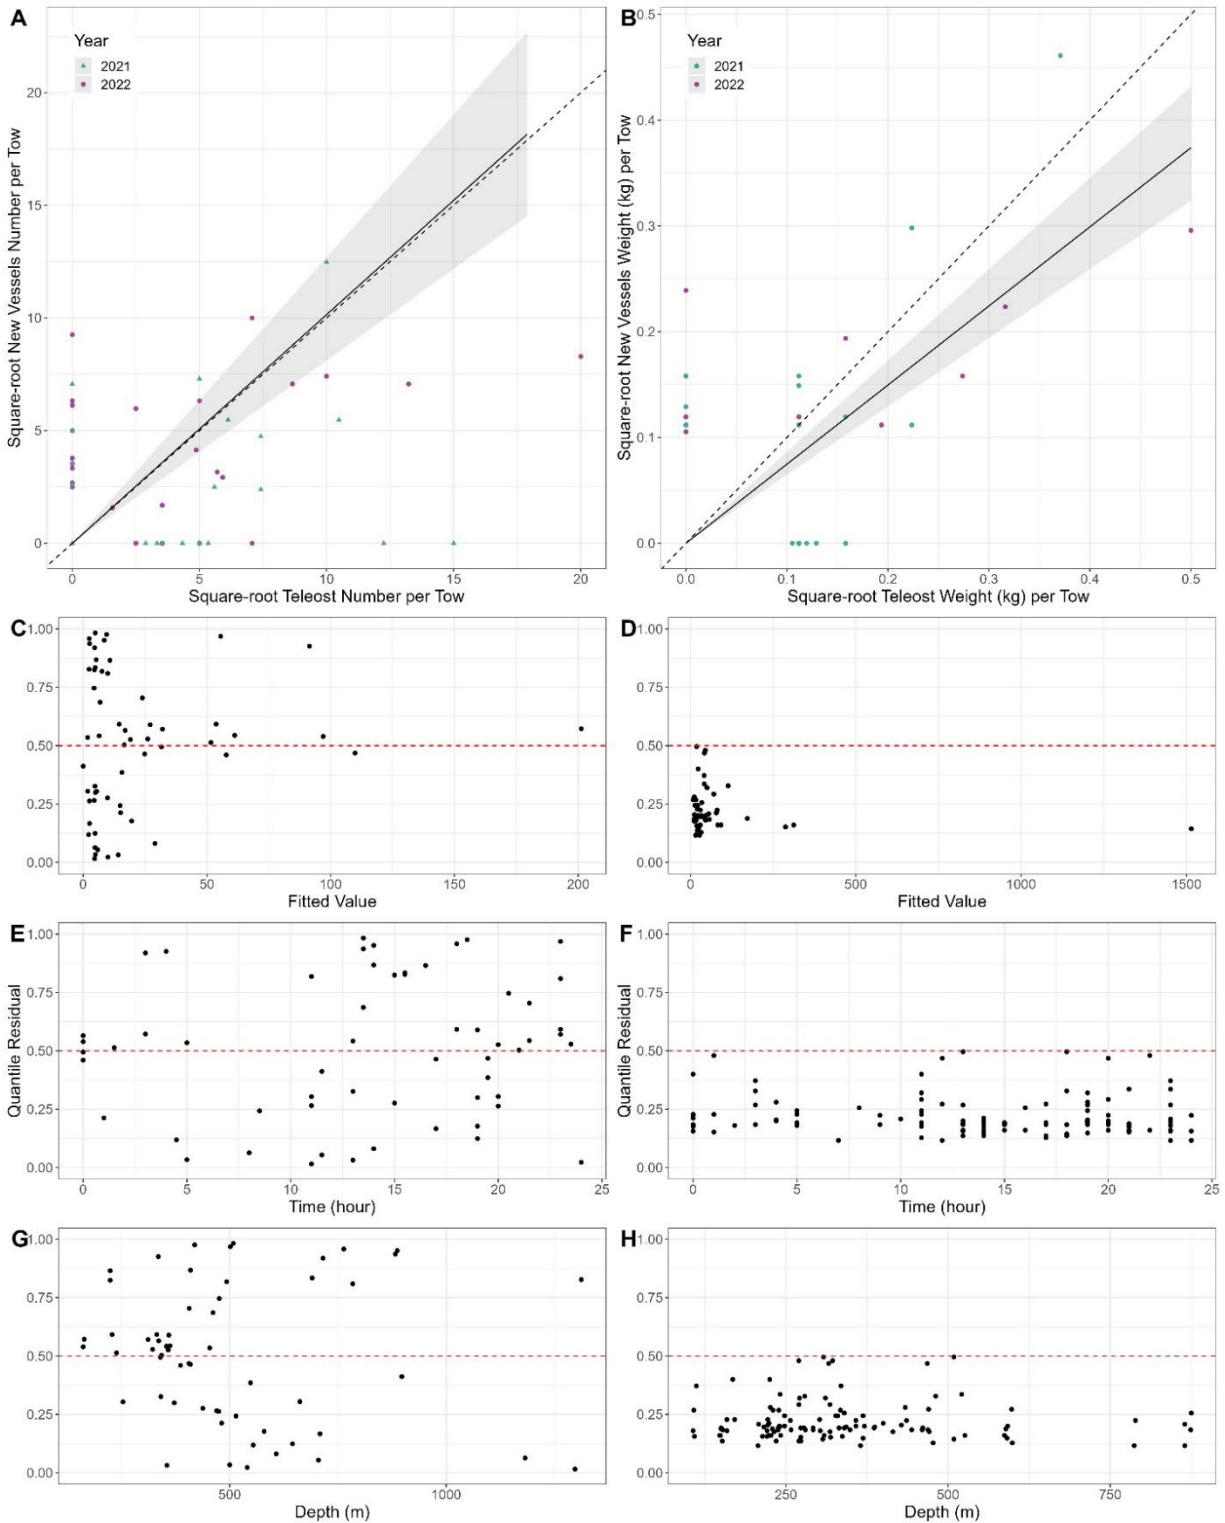 A
Year
2021
2022
20
15
10
5
0
Square-root New Vessels Number per Tow
0 5 10 15 20
Square-root Teleost Number per Tow
B
Year
2021
2022
0.5
0.4
0.3
0.2
0.1
0.0
Square-root New Vessels Weight (kg) per Tow
0.0 0.1 0.2 0.3 0.4 0.5
Square-root Teleost Weight (kg) per Tow
C
1.00
0.75
0.50
0.25
0.00
0 50 100 150 200
Fitted Value
D
1.00
0.75
0.50
0.25
0.00
0 500 1000 1500
Fitted Value
E
1.00
0.75
0.50
0.25
0.00
Quantile Residual
0 5 10 15 20 25
Time (hour)
F
1.00
0.75
0.50
0.25
0.00
Quantile Residual
0 5 10 15 20 25
Time (hour)
G
1.00
0.75
0.50
0.25
0.00
500 1000
Depth (m)
H
1.00
0.75
0.50
0.25
0.00
250 500 750
Depth (m)